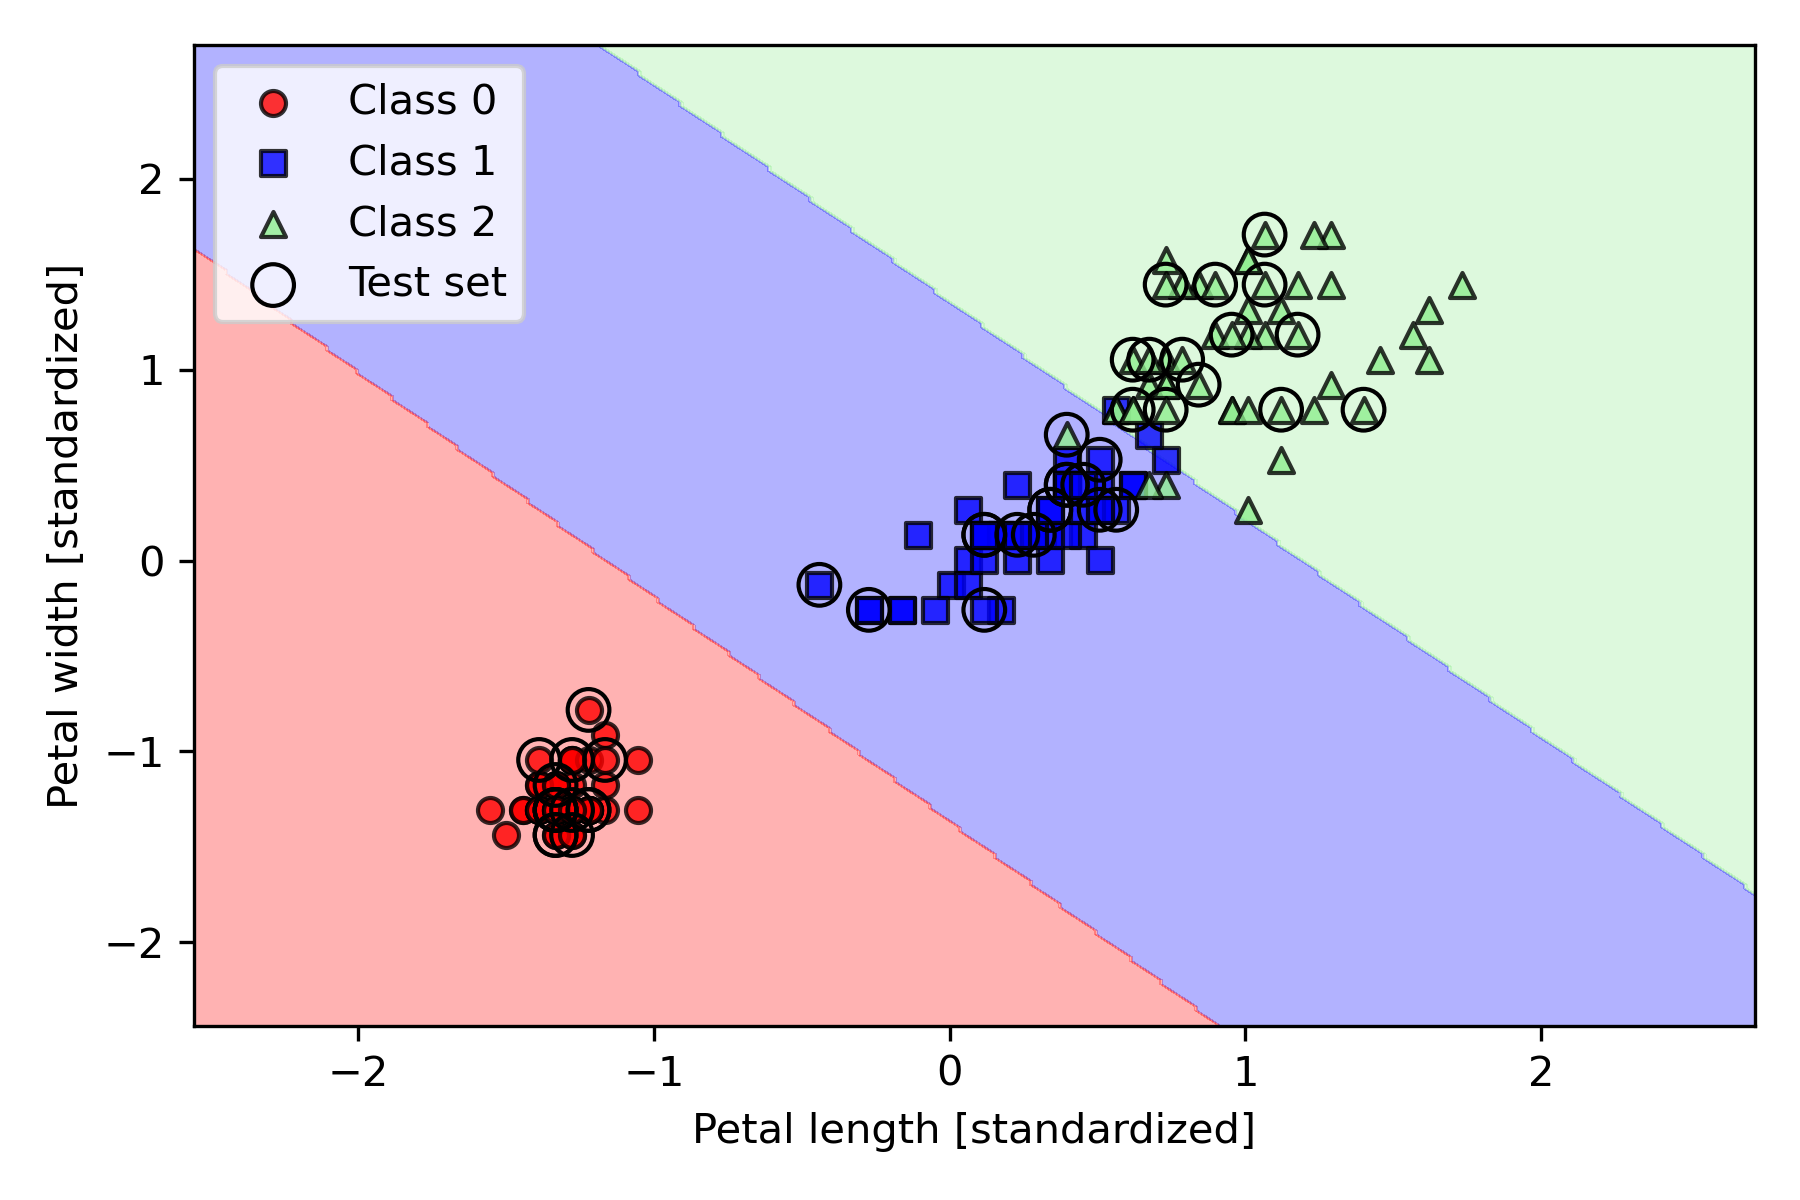 Class 0
Class 1
Class 2
Test set
2
1
0
−1
−2
Petal width [standardized]
−2
−1
0
1
2
Petal length [standardized]